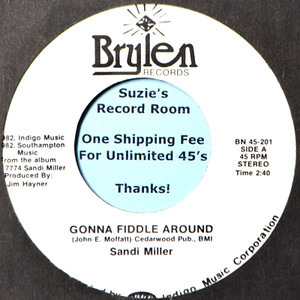 Brylen
RECORDS
Suzie's
Record Room
One Shipping Fee
For Unlimited 45's
Thanks!
982, Indigo Music
982, Southampton
Music
from the album
7774 Sandi Miller
Produced By:
Jim Hayner
BN 45-201
SIDE A
45 RPM
STEREO
Time 2:40
GONNA FIDDLE AROUND
(John E. Moffatt) Cedarwood Pub., BMI
Sandi Miller
Indigo Music Corporation